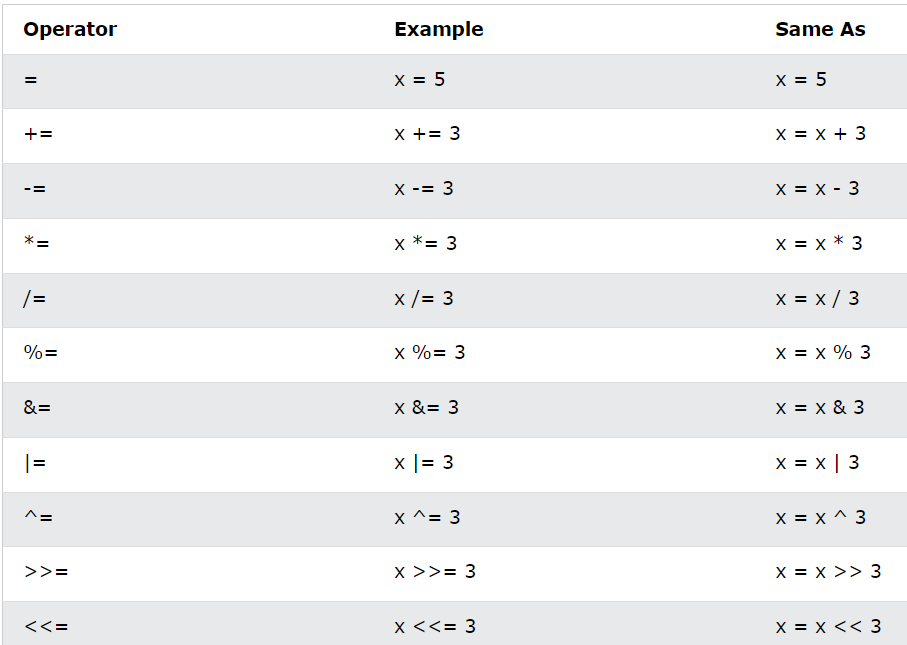 Operator Example Same As
= x = 5 x = 5
+= x += 3 x = x + 3
-= x -= 3 x = x - 3
*= x *= 3 x = x * 3
/= x /= 3 x = x / 3
%= x %= 3 x = x % 3
&= x &= 3 x = x & 3
|= x |= 3 x = x | 3
^= x ^= 3 x = x ^ 3
>>= x >>= 3 x = x >> 3
<<= x <<= 3 x = x << 3